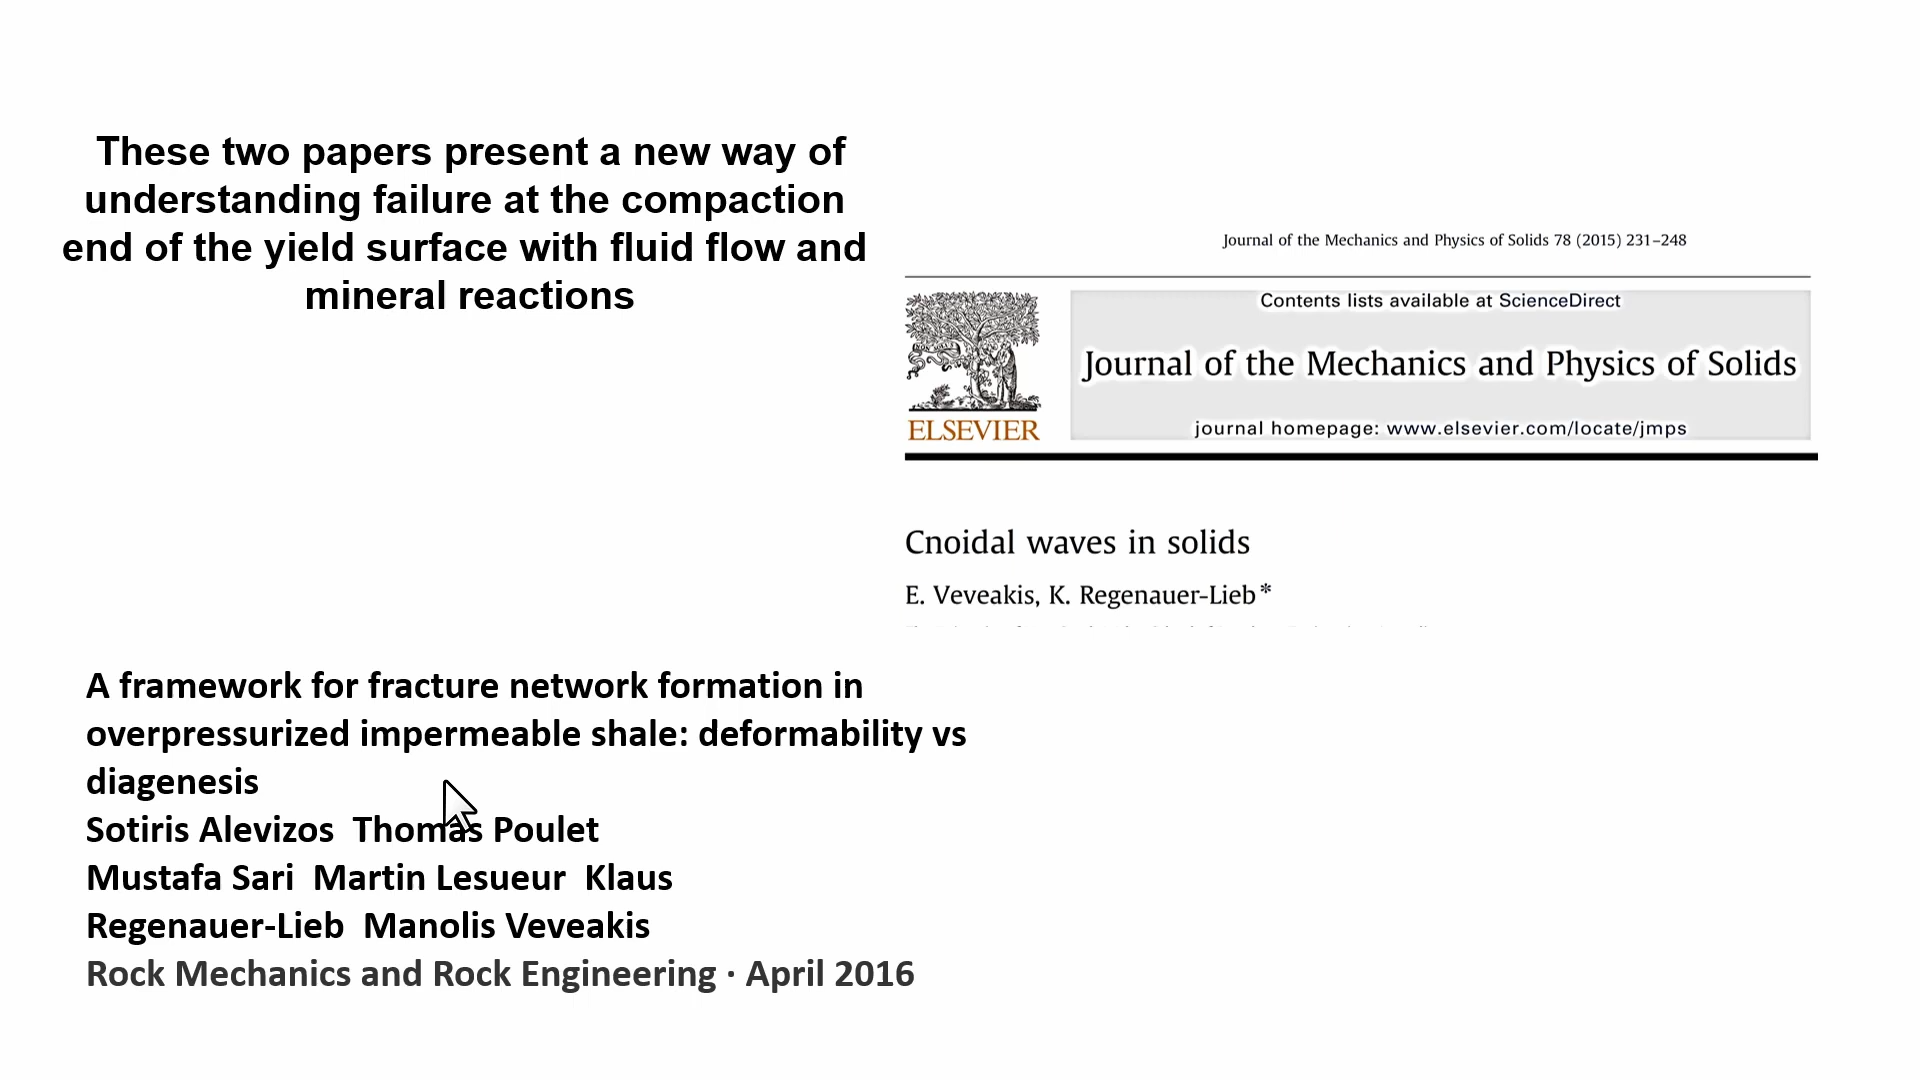 These two papers present a new way of
understanding failure at the compaction
end of the yield surface with fluid flow and
mineral reactions
Journal of the Mechanics and Physics of Solids 78 (2015) 231–248
Contents lists available at ScienceDirect
Journal of the Mechanics and Physics of Solids
ELSEVIER
journal homepage: www.elsevier.com/locate/jmps
Cnoidal waves in solids
E. Veveakis, K. Regenauer-Lieb*
A framework for fracture network formation in
overpressurized impermeable shale: deformability vs
diagenesis
Sotiris Alevizos Thomas Poulet
Mustafa Sari Martin Lesueur Klaus
Regenauer-Lieb Manolis Veveakis
Rock Mechanics and Rock Engineering · April 2016